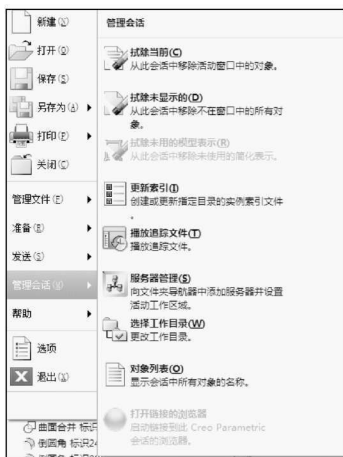 新建(N)
打开(O)
保存(S)
另存为(A)
打印(P)
关闭(C)
管理文件(F)
准备(E)
发送(S)
管理会话(M)
帮助
选项
退出(X)
管理会话
拭除当前(C)
从此会话中移除活动窗口中的对象。
拭除未显示的(D)
从此会话中移除不在窗口中的所有对
象。
拭除未用的模型表示(R)
从此会话中移除未使用的简化表示。
更新索引(I)
创建或更新指定目录的实例索引文件
。
播放追踪文件(T)
播放追踪文件。
服务器管理(S)
向文件夹导航器中添加服务器并设置
活动工作区域。
选择工作目录(W)
更改工作目录。
对象列表(O)
显示会话中所有对象的名称。
打开链接的浏览器
启动链接到此 Creo Parametric
会话的浏览器。
曲面合并 标识
倒圆角 标识24